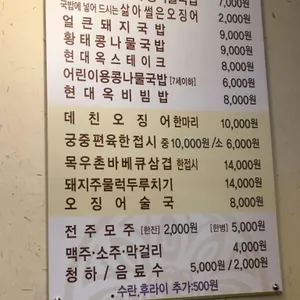 7,000원
국밥에 넣어 드시는 삶아 썰은 오징어 2,000원
얼큰돼지국밥 8,000원
황태콩나물국밥 9,000원
현대옥스테이크 8,000원
어린이용콩나물국밥 [7세이하] 6,000원
현대옥비빔밥 8,000원
데친오징어 한마리 10,000원
궁중편육한접시 중 10,000원/소 6,000원
목우촌바베큐삼겹 한접시 14,000원
돼지주물럭두루치기 14,000원
오징어술국 8,000원
전주모주 [한잔] 2,000원 [한병] 5,000원
맥주·소주·막걸리 4,000원
청하/음료수 5,000원/2,000원
수란,후라이 추가:500원